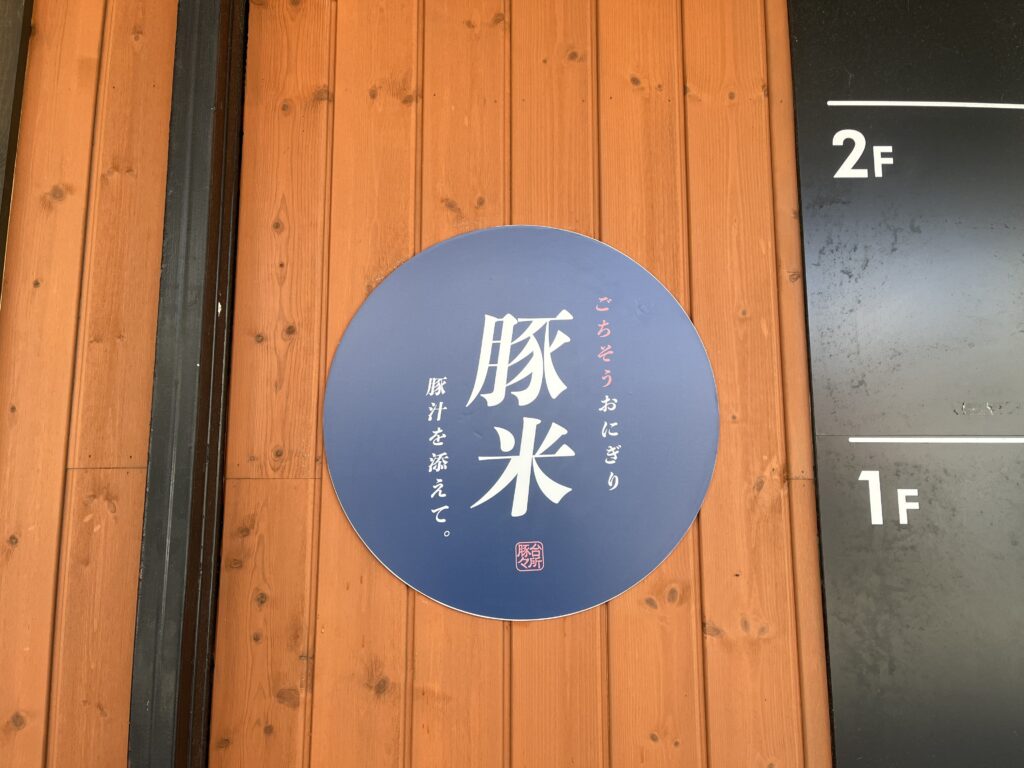 ごちそうおにぎり
豚米
豚汁を添えて。
台所
豚々
2F
1F